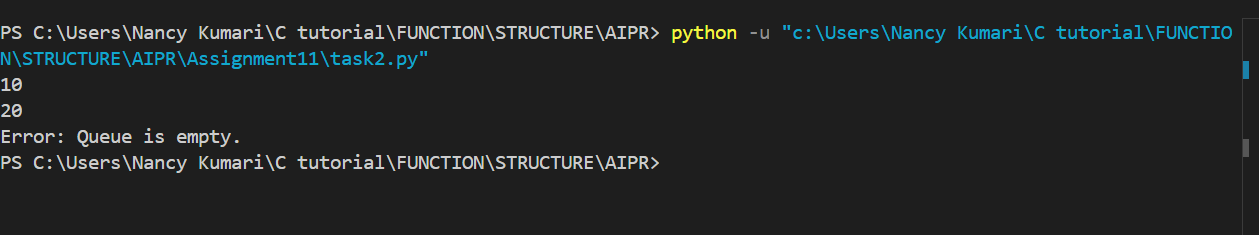 PS C:\Users\Nancy Kumari\C tutorial\FUNCTION\STRUCTURE\AIPR> python -u "c:\Users\Nancy Kumari\C tutorial\FUNCTIO
N\STRUCTURE\AIPR\Assignment11\task2.py"
10
20
Error: Queue is empty.
PS C:\Users\Nancy Kumari\C tutorial\FUNCTION\STRUCTURE\AIPR>